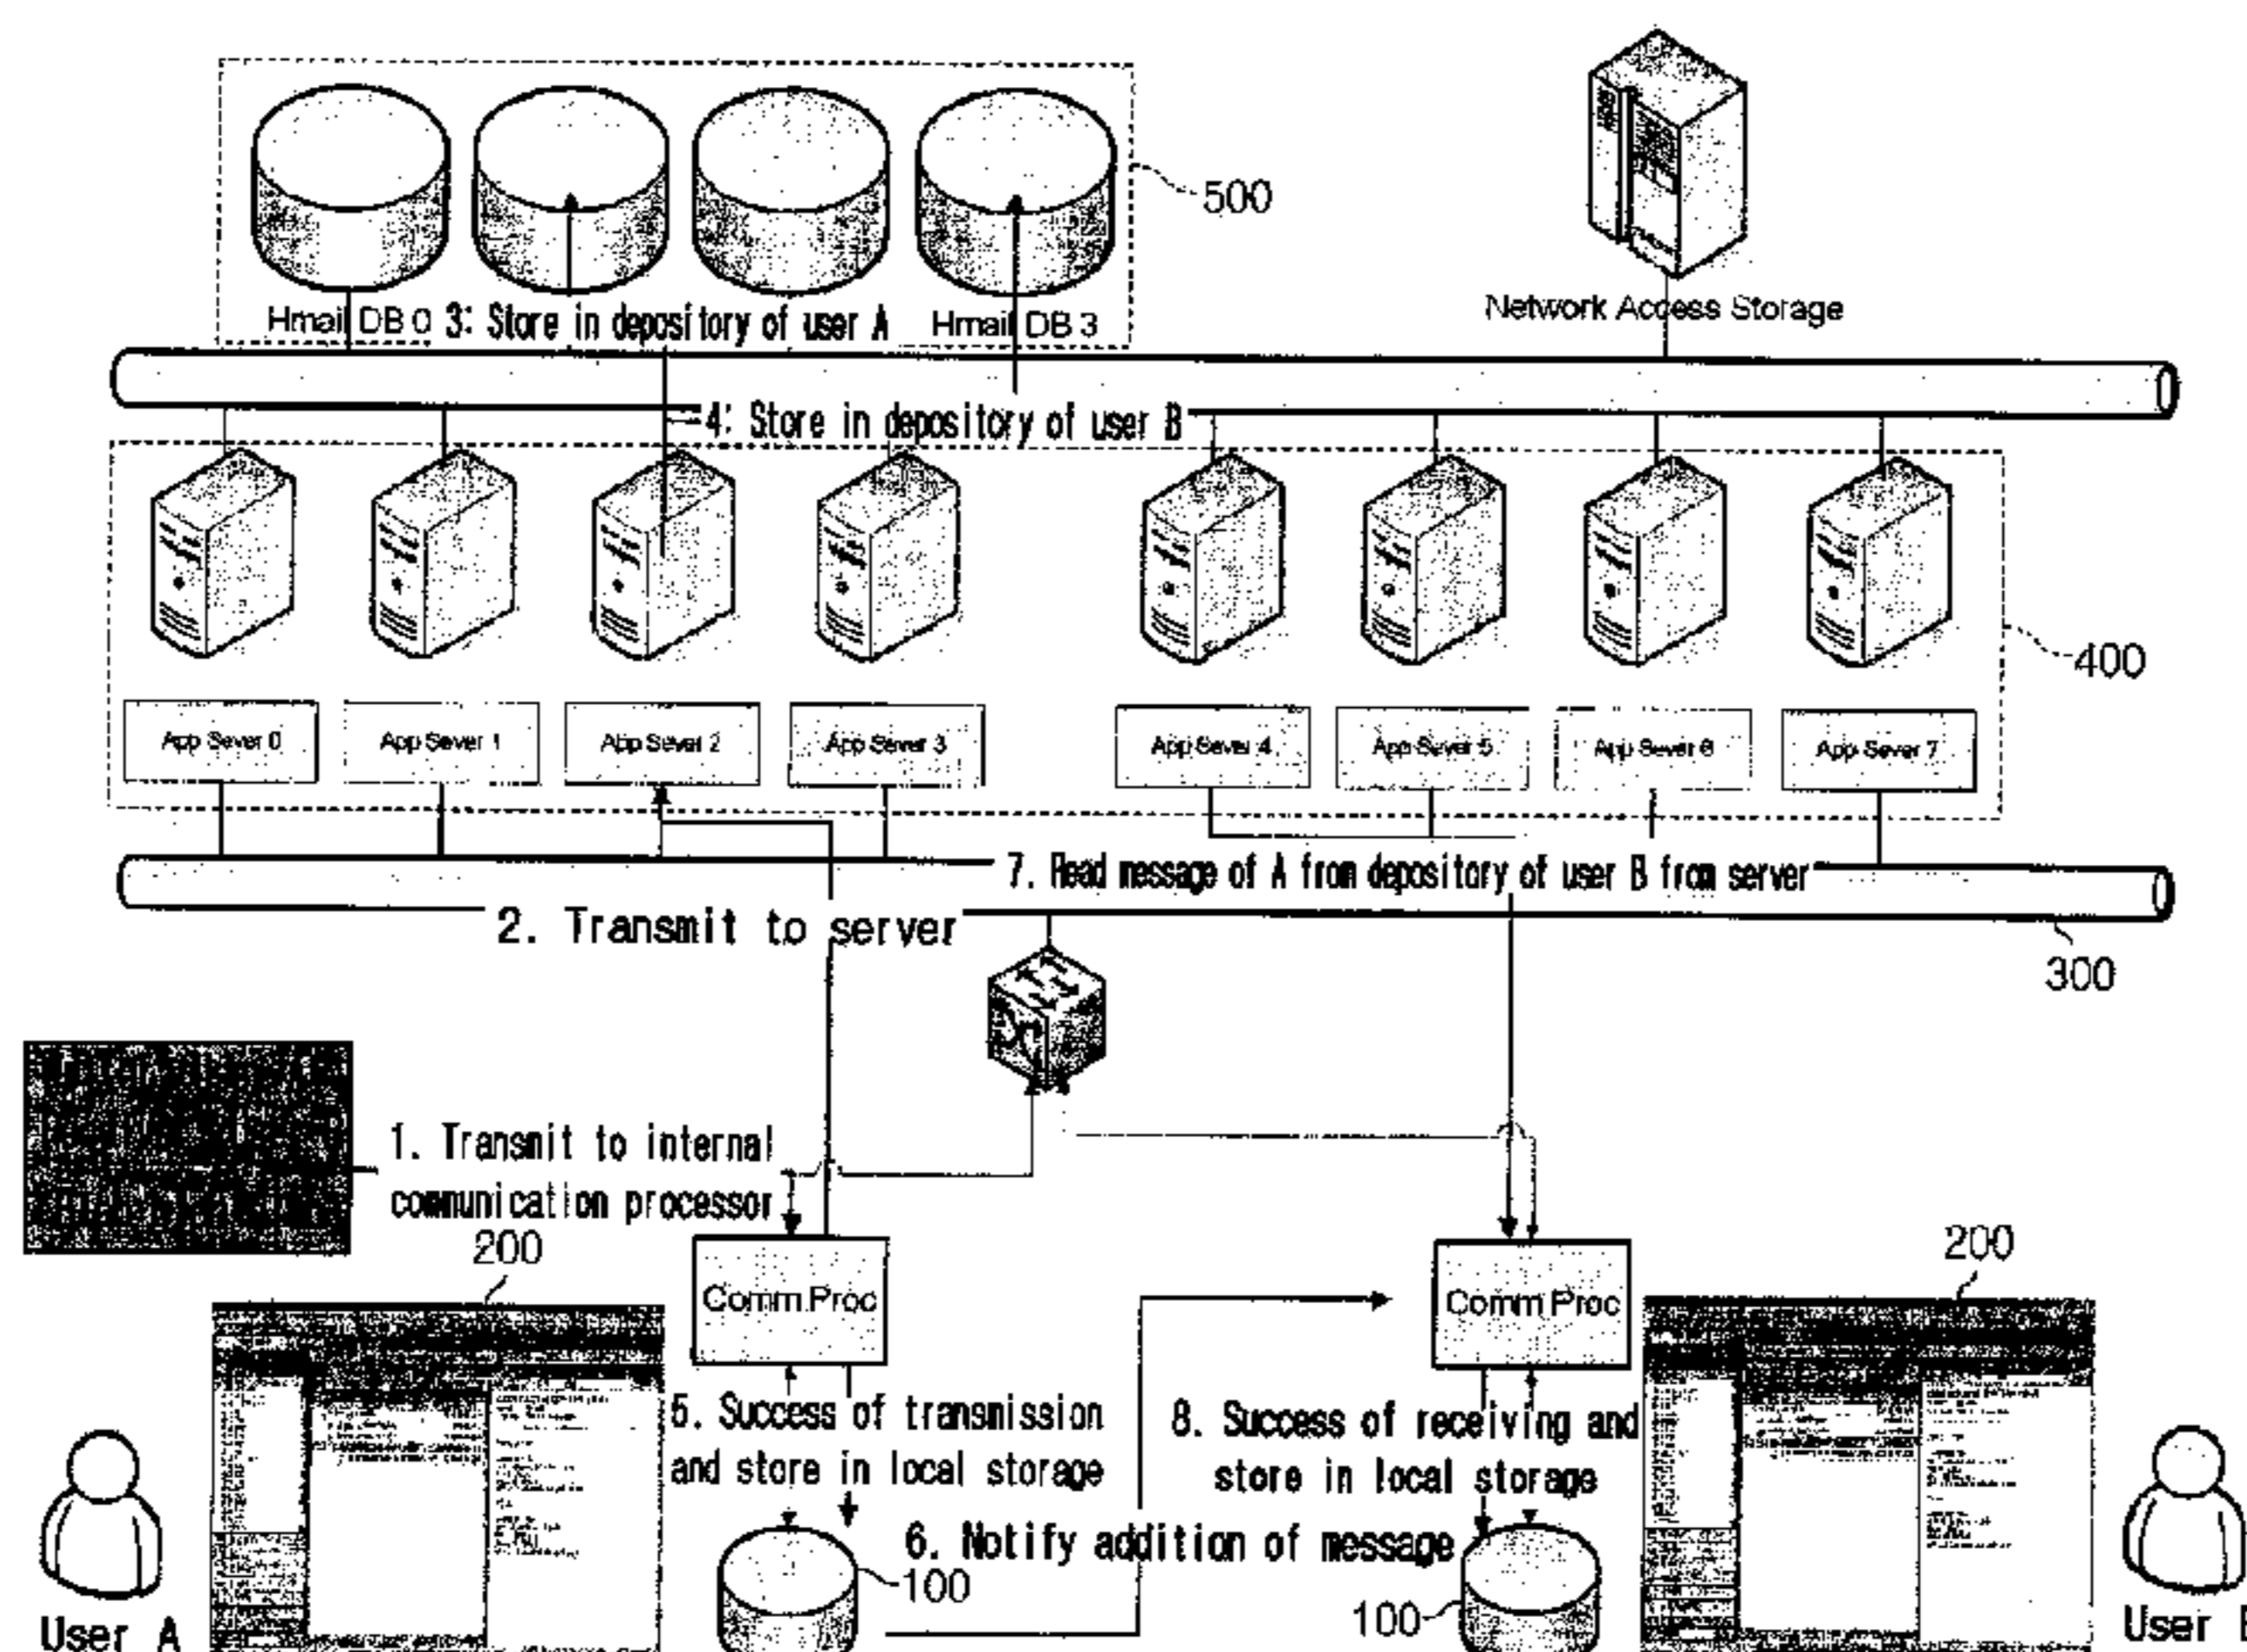 500
Network Access Storage
Hmail DB 0
3: Store in depository of user A
Hmail DB 3
4: Store in depository of user B
400
App Sever 0
App Sever 1
App Sever 2
App Sever 3
App Sever 4
App Sever 5
App Sever 6
App Sever 7
7. Read message of A from depository of user B from server
2. Transmit to server
300
1. Transmit to internal
communication processor
200
200
Comm.Proc
Comm.Proc
5. Success of transmission
and store in local storage
8. Success of receiving and
store in local storage
6. Notify addition of message
100
100
User A
User